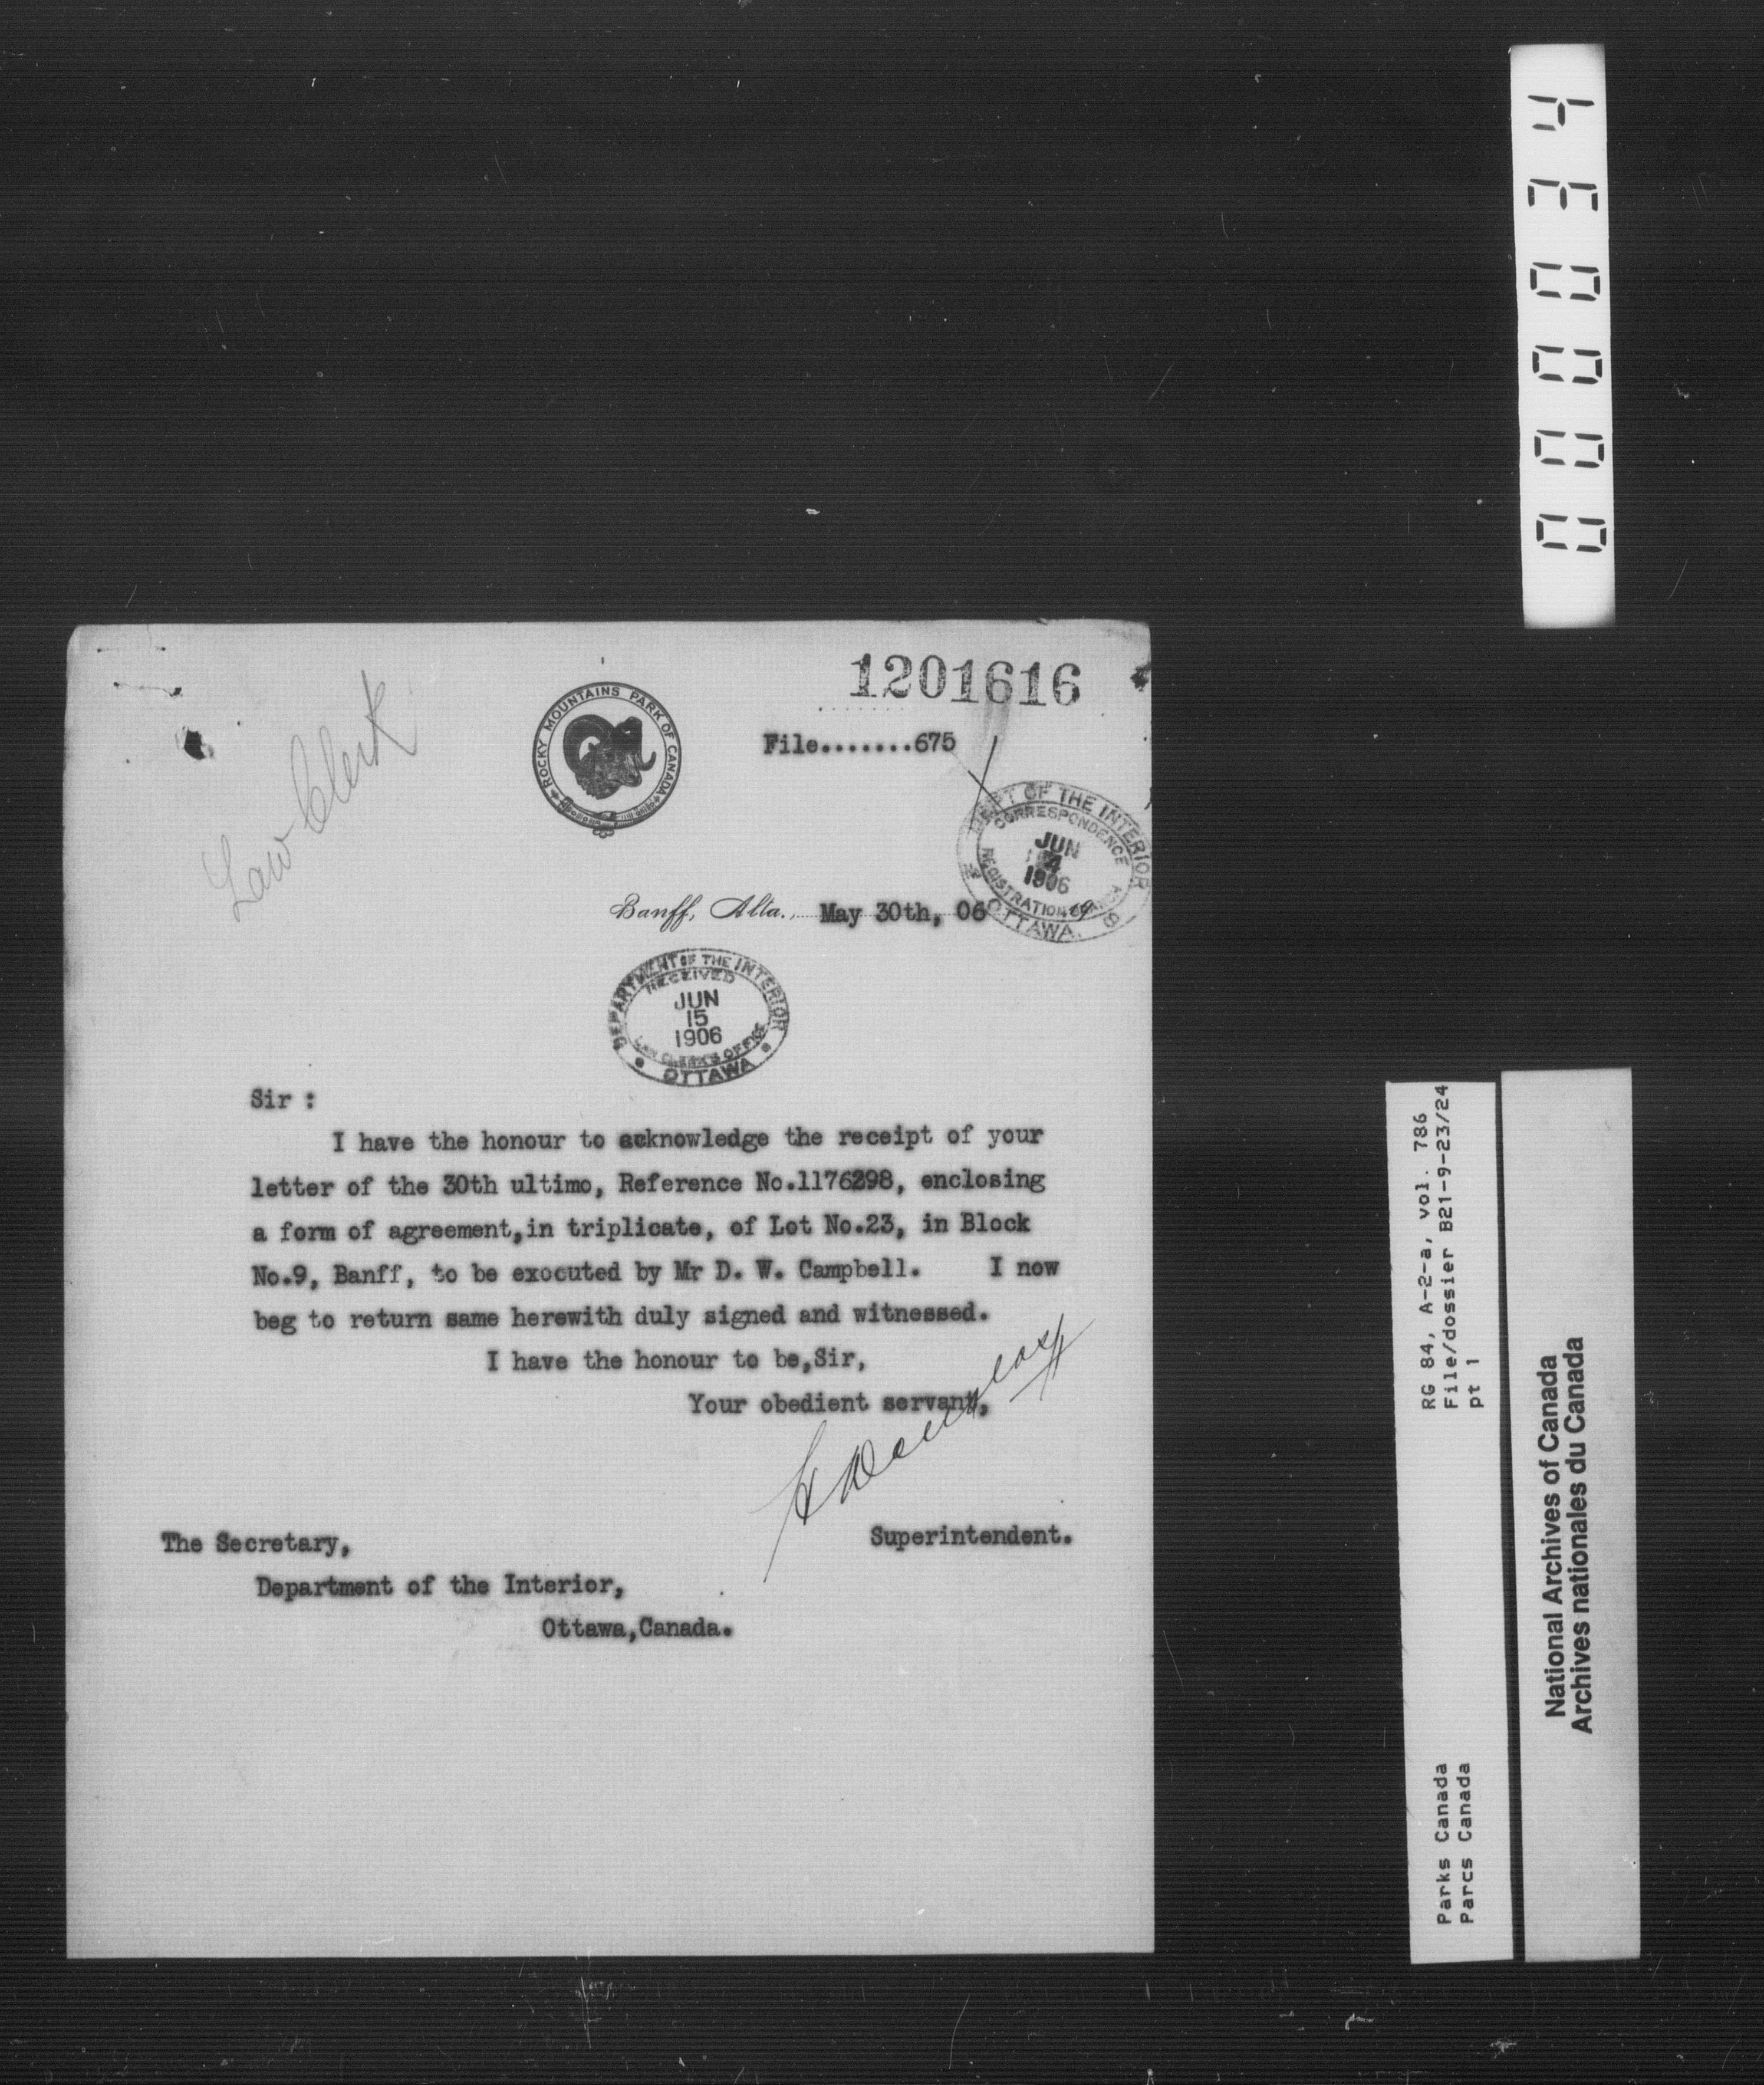 000034
1201616
Law Clerk
ROCKY MOUNTAINS PARK OF CANADA
File.......675
DEPT OF THE INTERIOR
CORRESPONDENCE
JUN
1906
REGISTRATION
OTTAWA.
Banff, Alta., May 30th, 06
DEPARTMENT OF THE INTERIOR
RECEIVED
JUN
15
1906
LAW CLERK'S OFFICE
OTTAWA
Sir :
I have the honour to acknowledge the receipt of your
letter of the 30th ultimo, Reference No.1176298, enclosing
a form of agreement,in triplicate, of Lot No.23, in Block
No.9, Banff, to be executed by Mr D. W. Campbell. I now
beg to return same herewith duly signed and witnessed.
I have the honour to be,Sir,
Your obedient servant,
Superintendent.
The Secretary,
Department of the Interior,
Ottawa,Canada.
RG 84, A-2-a, vol. 786
File/dossier B21-9-23/24
pt 1
Parks Canada
Parcs Canada
National Archives of Canada
Archives nationales du Canada